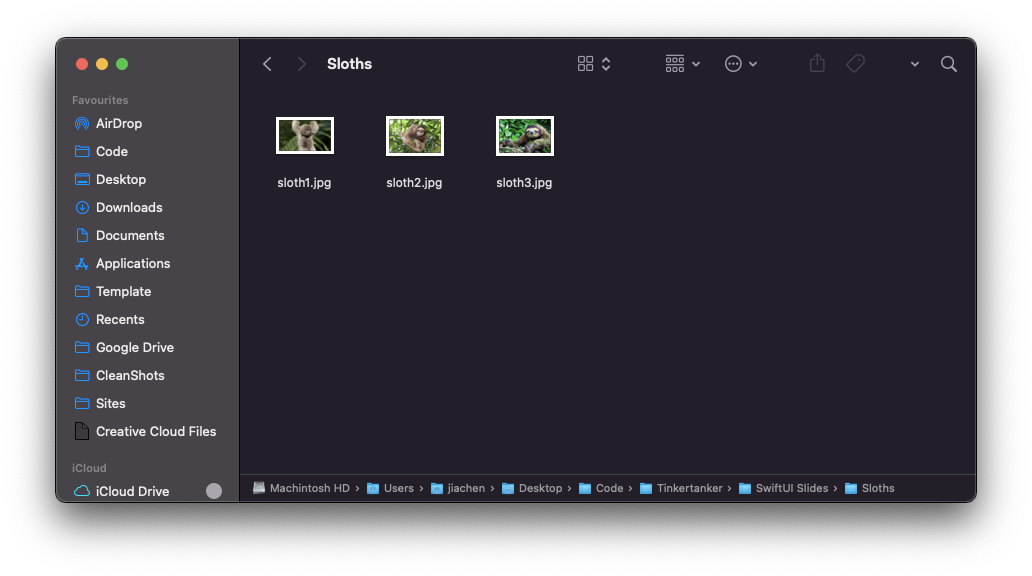 Sloths
Favourites
AirDrop
Code
Desktop
Downloads
Documents
Applications
Template
Recents
Google Drive
CleanShots
Sites
Creative Cloud Files
iCloud
iCloud Drive
sloth1.jpg
sloth2.jpg
sloth3.jpg
Machintosh HD › Users › jiachen › Desktop › Code › Tinkertanker › SwiftUI Slides › Sloths